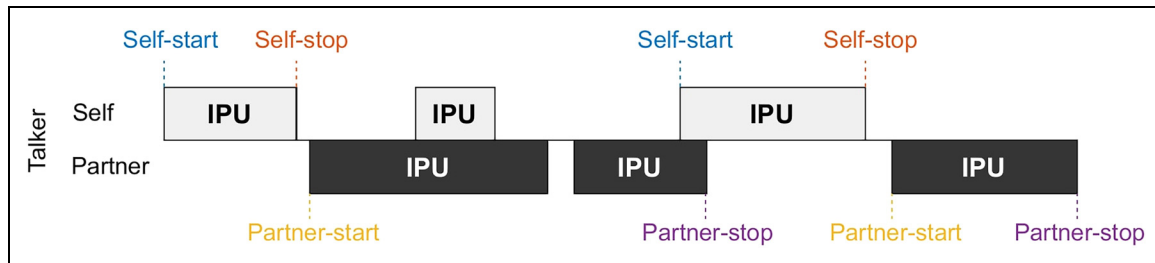 Self-start Self-stop Self-start Self-stop
Talker
Self IPU IPU IPU
Partner IPU IPU IPU
Partner-start Partner-stop Partner-start Partner-stop